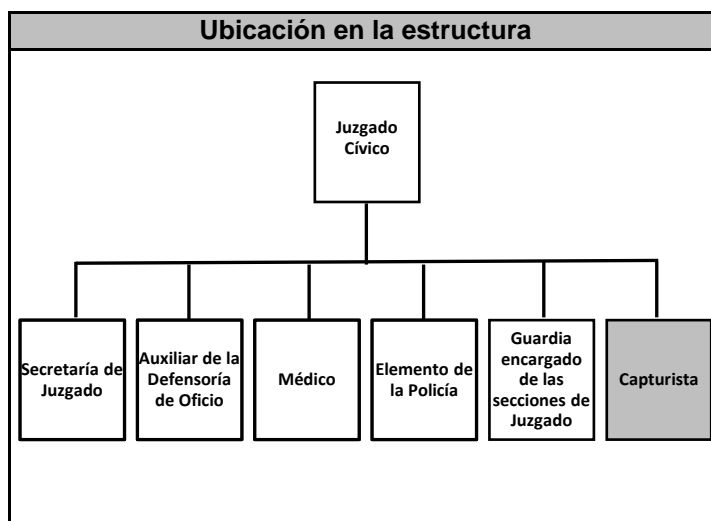 Ubicación en la estructura
Juzgado
Cívico
Secretaría de
Juzgado
Auxiliar de la
Defensoría
de Oficio
Médico
Elemento de
la Policía
Guardia
encargado
de las
secciones de
Juzgado
Capturista